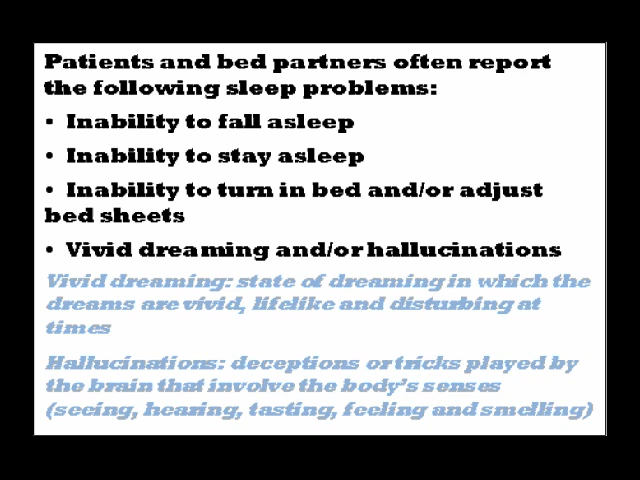 Patients and bed partners often report
the following sleep problems:
• Inability to fall asleep
• Inability to stay asleep
• Inability to turn in bed and/or adjust
bed sheets
• Vivid dreaming and/or hallucinations
Vivid dreaming: state of dreaming in which the
dreams are vivid, lifelike and disturbing at
times
Hallucinations: deceptions or tricks played by
the brain that involve the body's senses
(seeing, hearing, tasting, feeling and smelling)